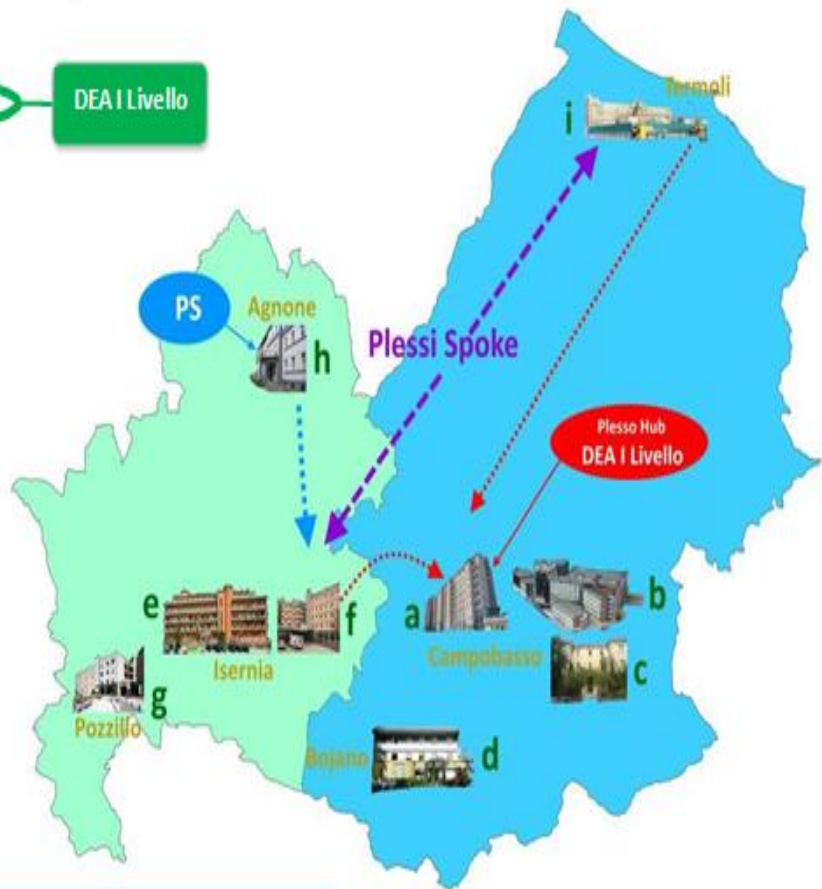 DEA I Livello
Termoli
i
PS
Agnone
h
Plessi Spoke
Plesso Hub
DEA I Livello
e
f
a
b
Isernia
Campobasso
c
g
Pozzillo
Bojano
d